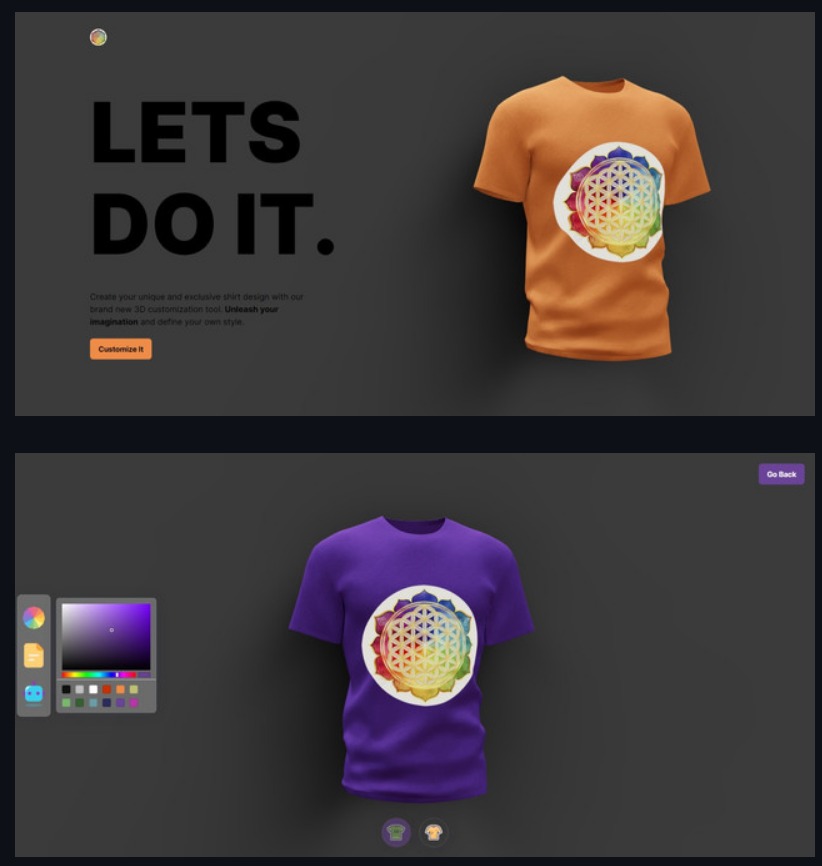 LETS
DO IT.
Create your unique and exclusive shirt design with our
brand new 3D customization tool. Unleash your
imagination and define your own style.
Customize It
Go Back